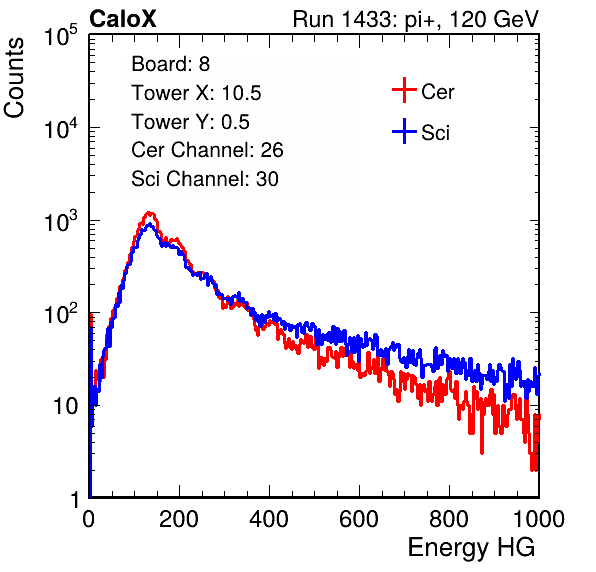 CaloX Run 1433: pi+, 120 GeV
Counts
10^5
10^4
10^3
10^2
10
1
Board: 8
Tower X: 10.5
Tower Y: 0.5
Cer Channel: 26
Sci Channel: 30
Cer
Sci
0 200 400 600 800 1000
Energy HG